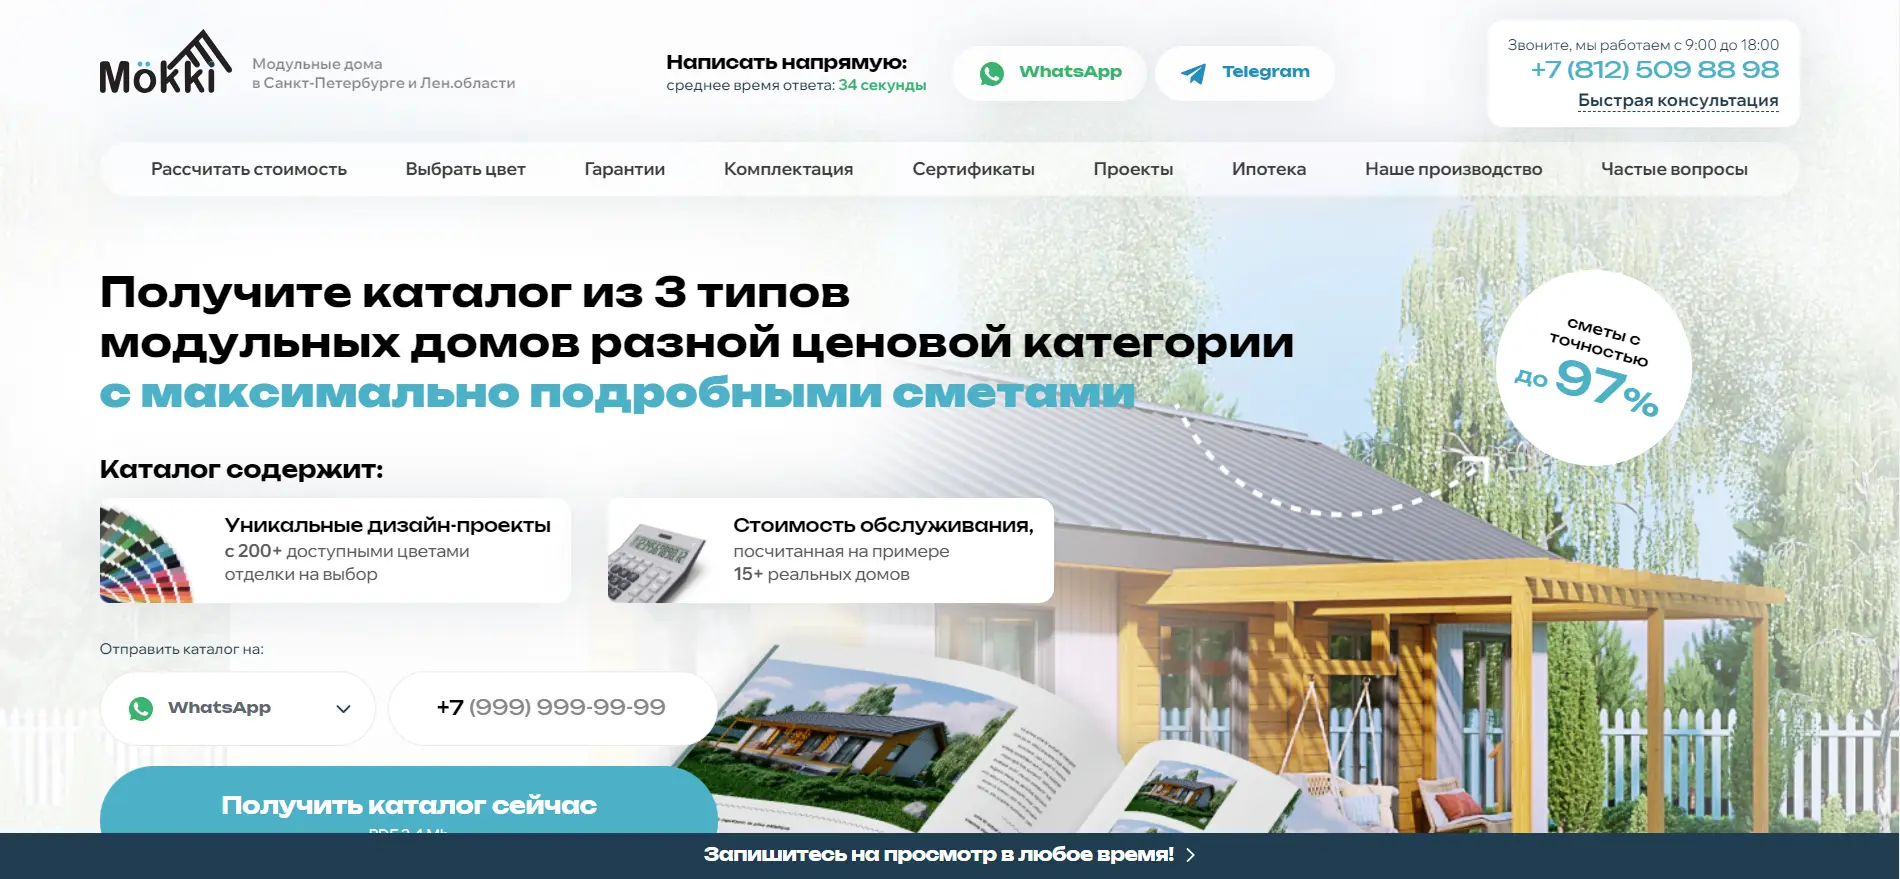 Mökki
Модульные дома
в Санкт-Петербурге и Лен.области
Написать напрямую:
среднее время ответа: 34 секунды
WhatsApp
Telegram
Звоните, мы работаем с 9:00 до 18:00
+7 (812) 509 88 98
Быстрая консультация
Рассчитать стоимость
Выбрать цвет
Гарантии
Комплектация
Сертификаты
Проекты
Ипотека
Наше производство
Частые вопросы
Получите каталог из 3 типов
модульных домов разной ценовой категории
с максимально подробными сметами
сметы с
точностью
до 97%
Каталог содержит:
Уникальные дизайн-проекты
с 200+ доступными цветами
отделки на выбор
Стоимость обслуживания,
посчитанная на примере
15+ реальных домов
Отправить каталог на:
WhatsApp
+7 (999) 999-99-99
Получить каталог сейчас
Запишитесь на просмотр в любое время!